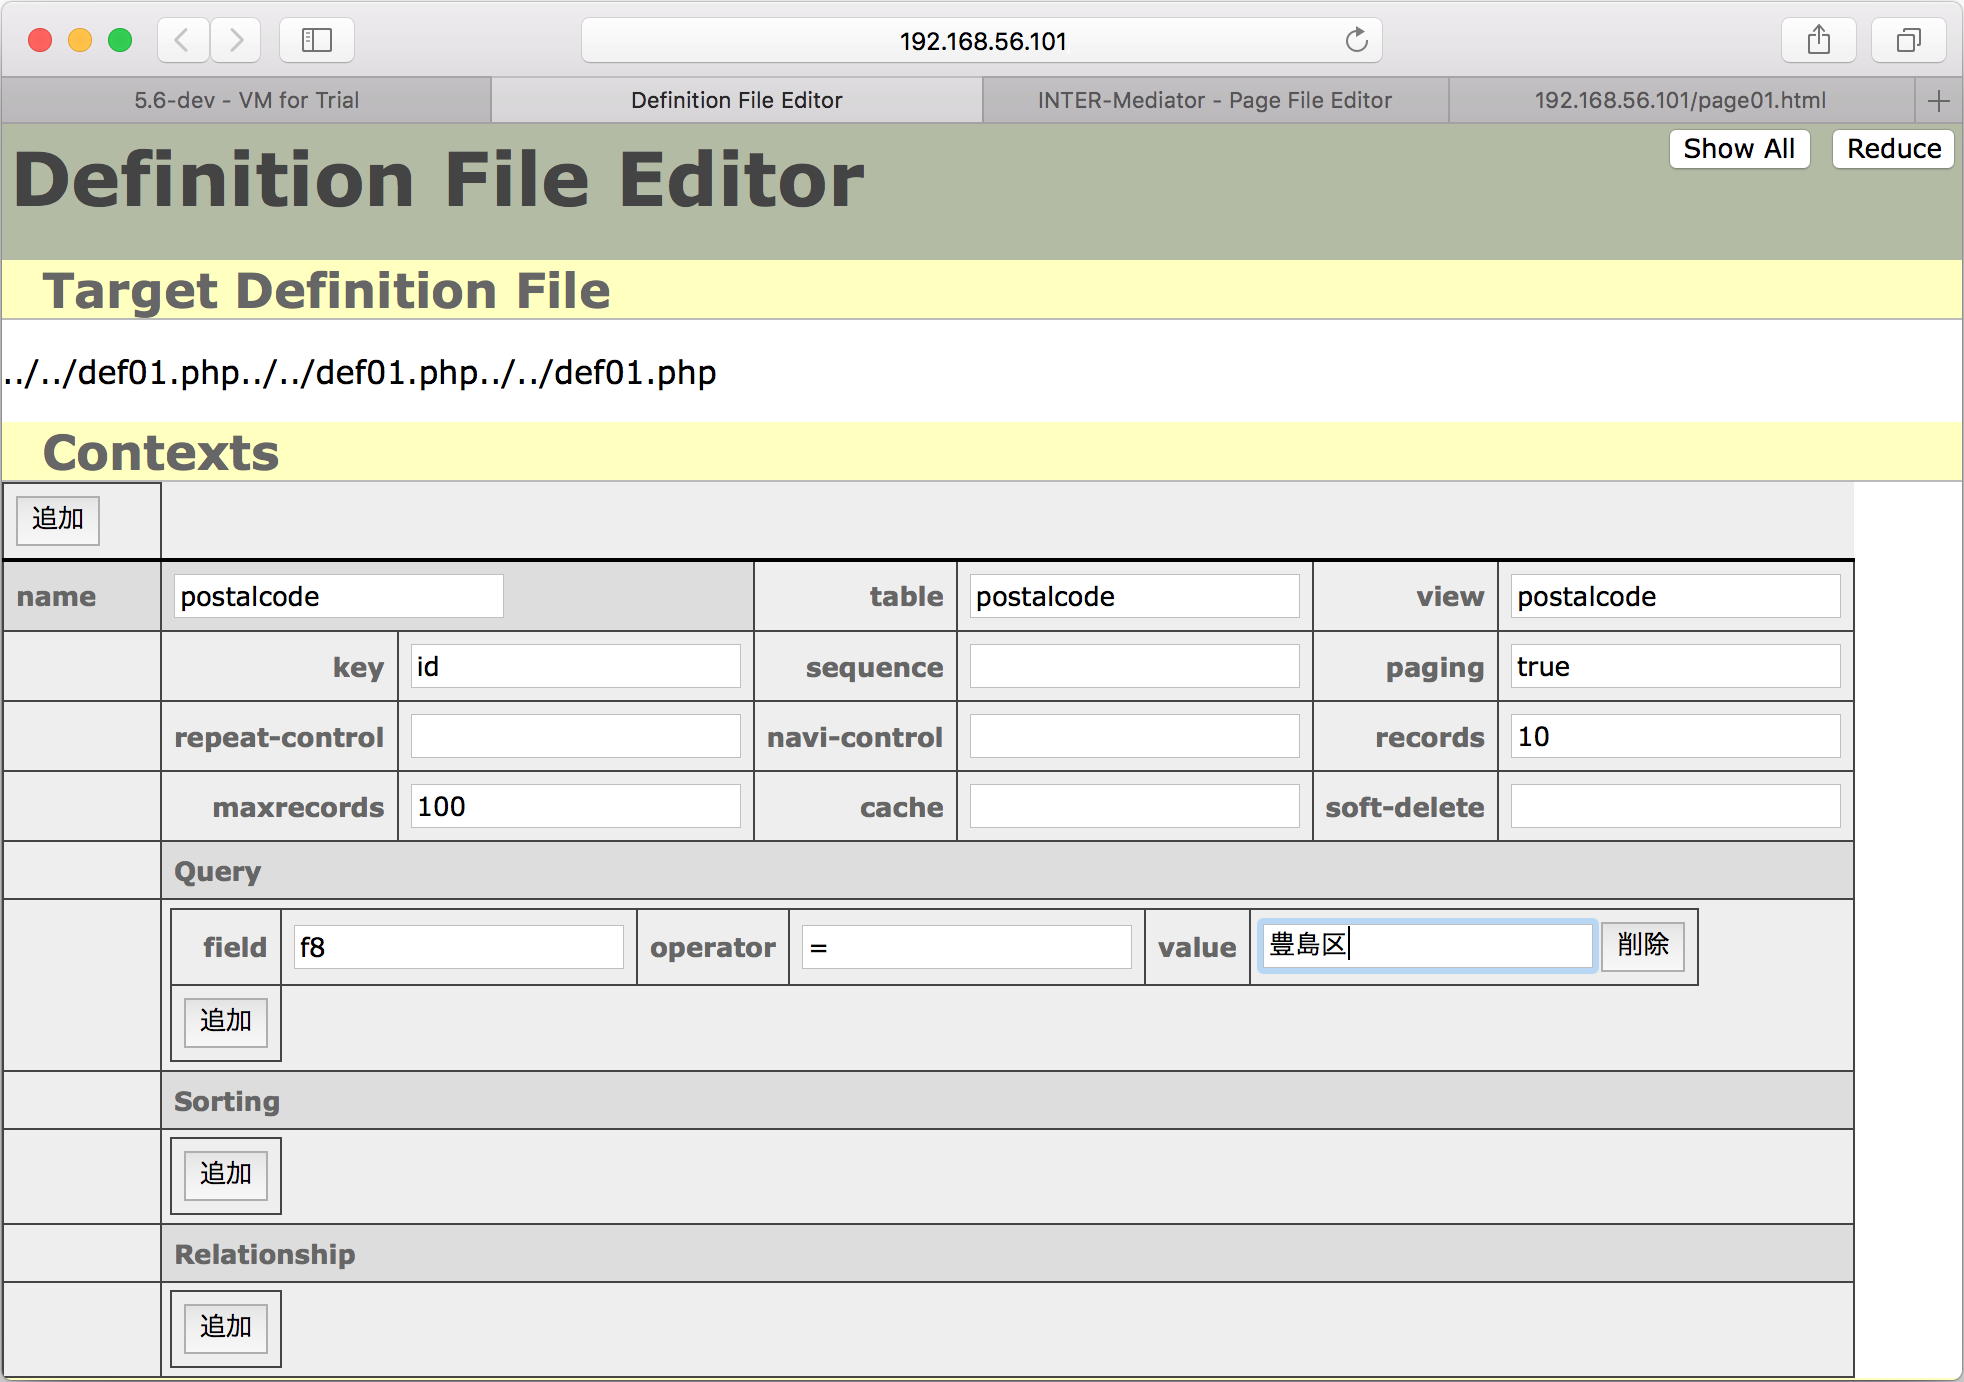 192.168.56.101
5.6-dev - VM for Trial Definition File Editor INTER-Mediator - Page File Editor 192.168.56.101/page01.html
Show All Reduce
Definition File Editor
Target Definition File
../../def01.php../../def01.php../../def01.php
Contexts
追加
name postalcode table postalcode view postalcode
key id sequence paging true
repeat-control navi-control records 10
maxrecords 100 cache soft-delete
Query
field f8 operator = value 豊島区 削除
追加
Sorting
追加
Relationship
追加